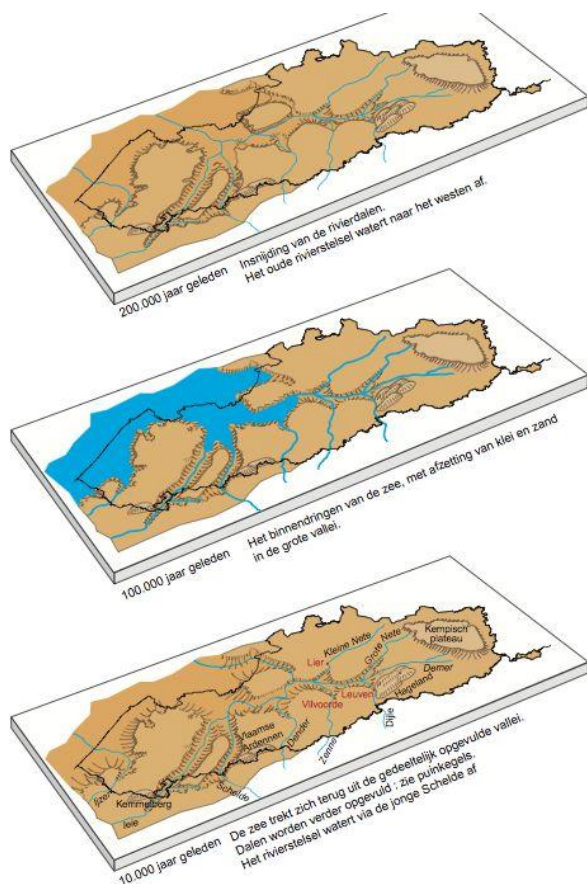 200.000 jaar geleden
Insnijding van de rivierdalen.
Het oude rivierstelsel watert naar het westen af.
100.000 jaar geleden
Het binnendringen van de zee, met afzetting van klei en zand
in de grote vallei.
Kleine Nete
Grote Nete
Kempisch
plateau
Lier
Demer
Leuven
Hageland
Vilvoorde
Vlaamse
Ardennen
Dender
Zenne
Dijle
Ijzer
Kemmelberg
Schelde
leie
10.000 jaar geleden
De zee trekt zich terug uit de gedeeltelijk opgevulde vallei.
Dalen worden verder opgevuld : zie puinkegels.
Het rivierstelsel watert via de jonge Schelde af